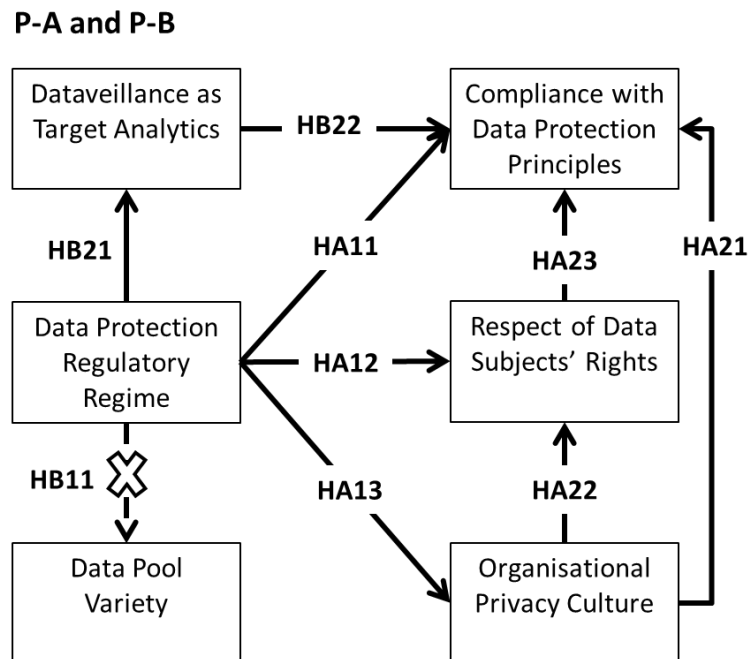 P-A and P-B
Dataveillance as
Target Analytics
HB22
Compliance with
Data Protection
Principles
HB21
HA11
HA23
HA21
Data Protection
Regulatory
Regime
HA12
Respect of Data
Subjects’ Rights
HB11
HA13
HA22
Data Pool
Variety
Organisational
Privacy Culture